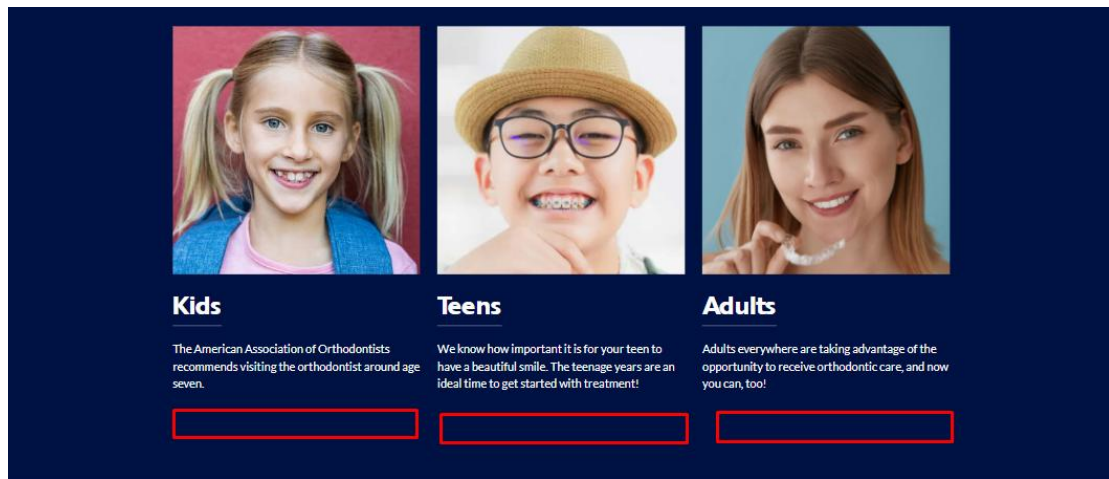 Kids
The American Association of Orthodontists
recommends visiting the orthodontist around age
seven.
Teens
We know how important it is for your teen to
have a beautiful smile. The teenage years are an
ideal time to get started with treatment!
Adults
Adults everywhere are taking advantage of the
opportunity to receive orthodontic care, and now
you can, too!